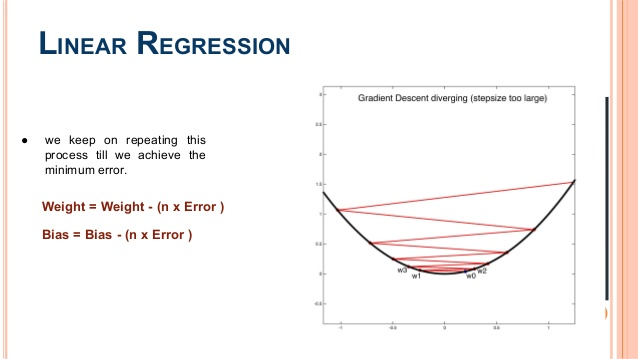 LINEAR REGRESSION
● we keep on repeating this
process till we achieve the
minimum error.
Weight = Weight - (n x Error )
Bias = Bias - (n x Error )
Gradient Descent diverging (stepsize too large)
3
2.5
2
1.5
1
0.5
0
-0.5
w3
w1
w0
w2
-1
-0.5
0
0.5
1